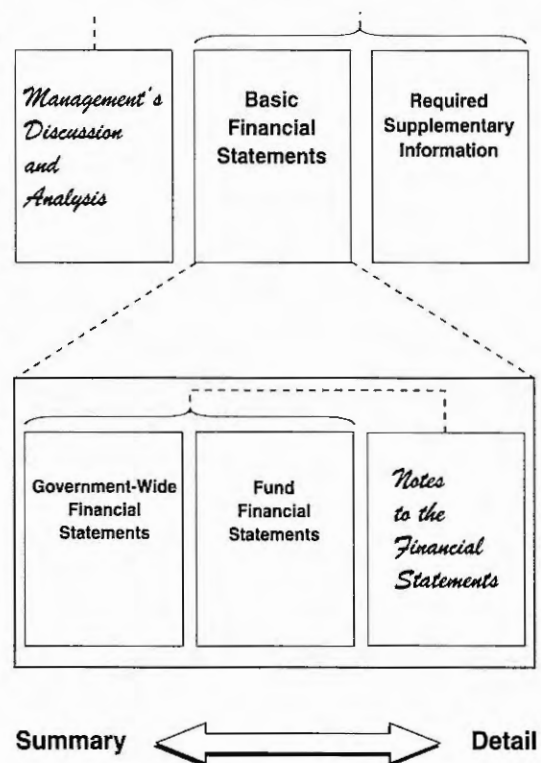 Management's
Discussion
and
Analysis
Basic
Financial
Statements
Required
Supplementary
Information
Government-Wide
Financial
Statements
Fund
Financial
Statements
Notes
to the
Financial
Statements
Summary
Detail